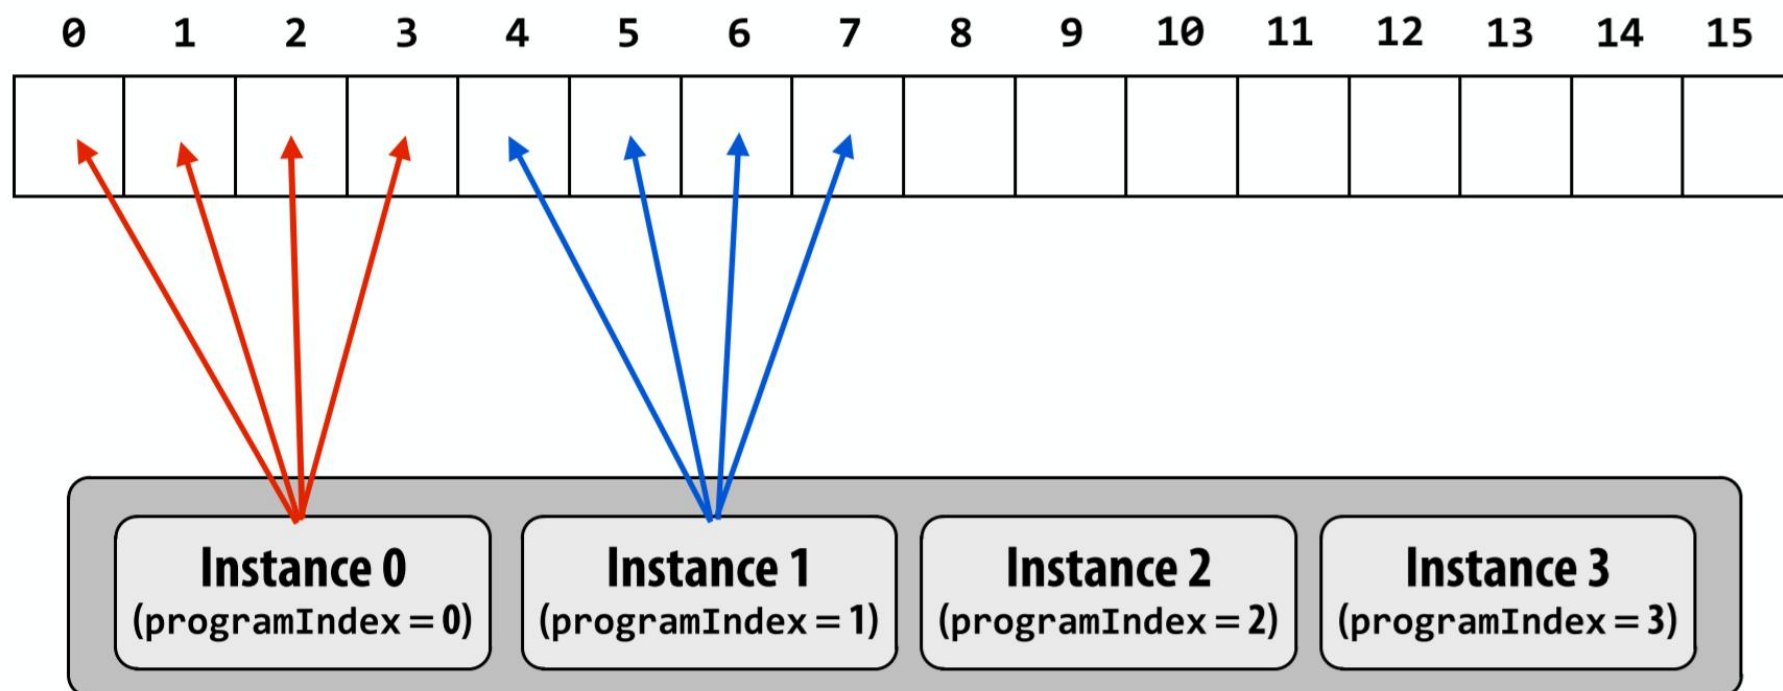 0 1 2 3 4 5 6 7 8 9 10 11 12 13 14 15
Instance 0
(programIndex = 0)
Instance 1
(programIndex = 1)
Instance 2
(programIndex = 2)
Instance 3
(programIndex = 3)